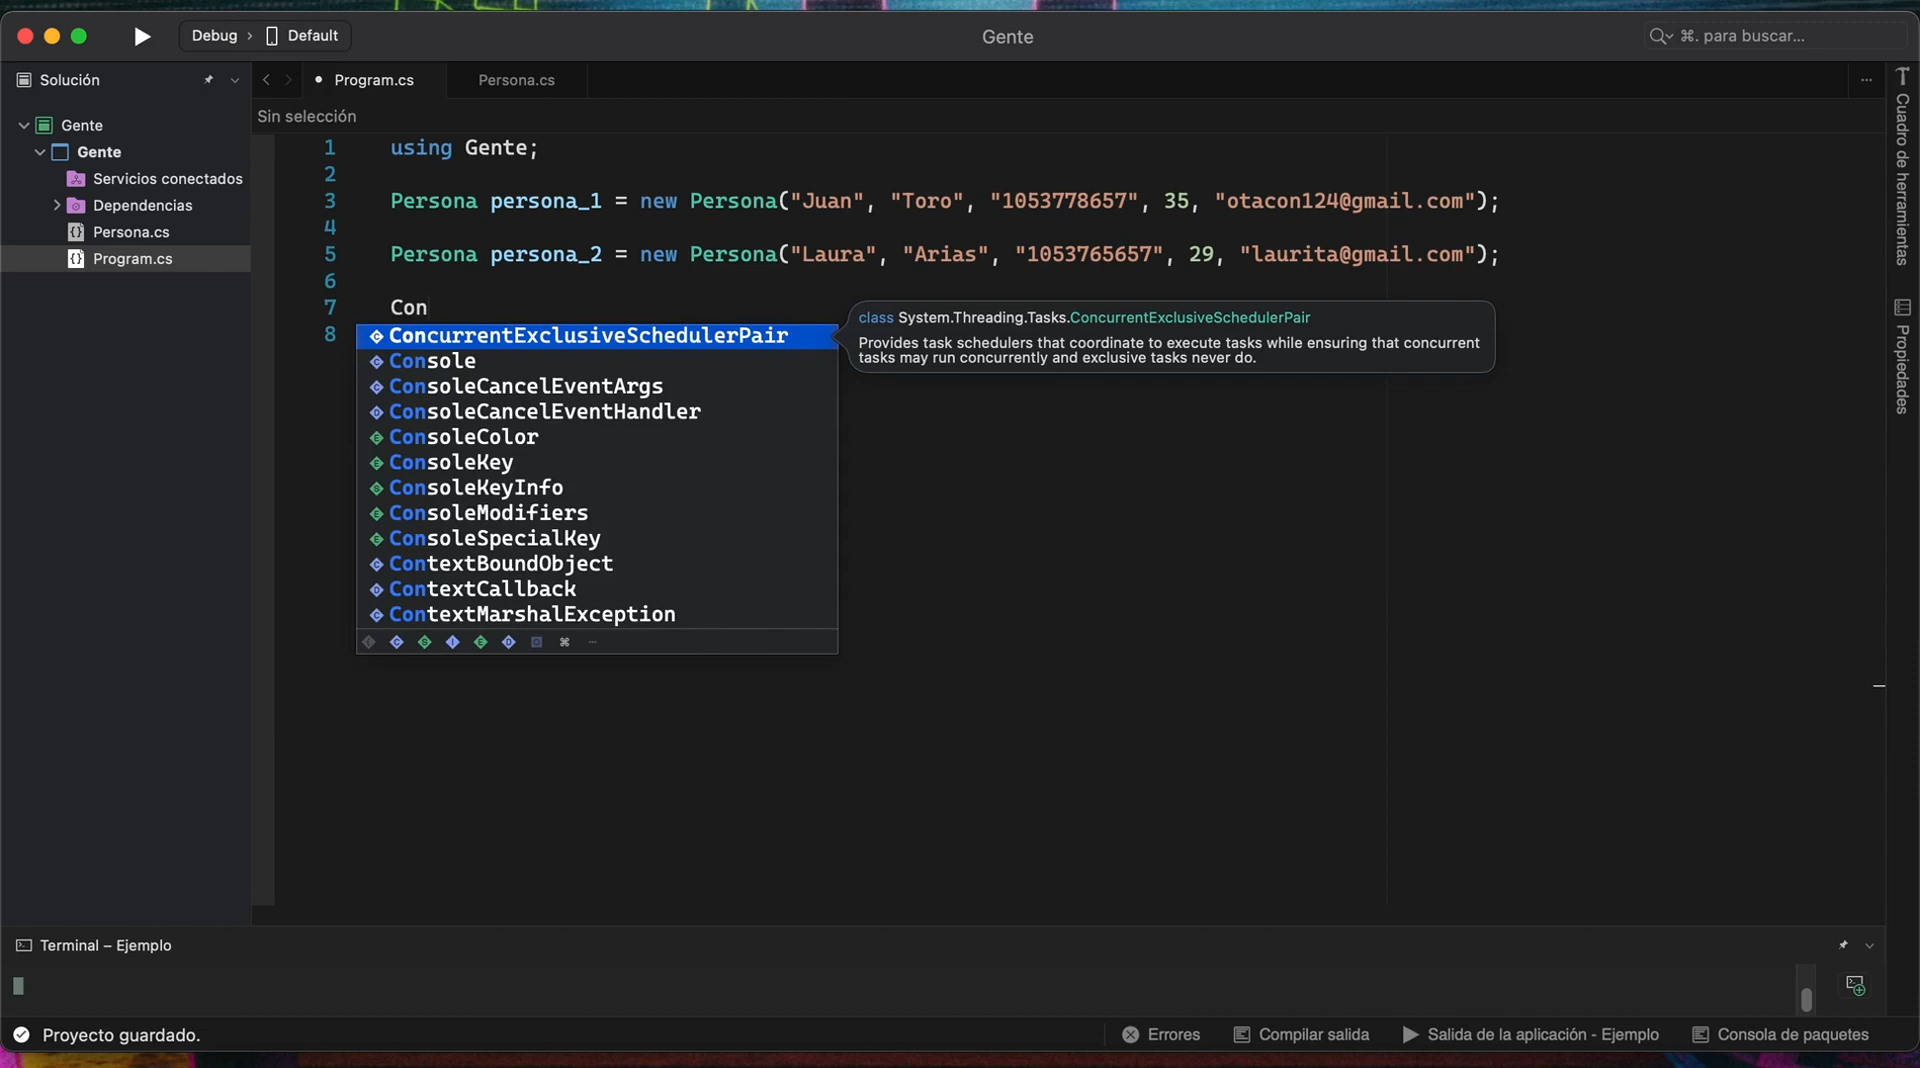 Debug › Default
Gente
⌘. para buscar...
Solución
Program.cs
Persona.cs
Sin selección
Gente
Gente
Servicios conectados
Dependencias
Persona.cs
Program.cs
1 using Gente;
2
3 Persona persona_1 = new Persona("Juan", "Toro", "1053778657", 35, "otacon124@gmail.com");
4
5 Persona persona_2 = new Persona("Laura", "Arias", "1053765657", 29, "laurita@gmail.com");
6
7 Con
8
ConcurrentExclusiveSchedulerPair
Console
ConsoleCancelEventArgs
ConsoleCancelEventHandler
ConsoleColor
ConsoleKey
ConsoleKeyInfo
ConsoleModifiers
ConsoleSpecialKey
ContextBoundObject
ContextCallback
ContextMarshalException
class System.Threading.Tasks.ConcurrentExclusiveSchedulerPair
Provides task schedulers that coordinate to execute tasks while ensuring that concurrent
tasks may run concurrently and exclusive tasks never do.
Cuadro de herramientas
Propiedades
Terminal – Ejemplo
Proyecto guardado.
Errores
Compilar salida
Salida de la aplicación - Ejemplo
Consola de paquetes